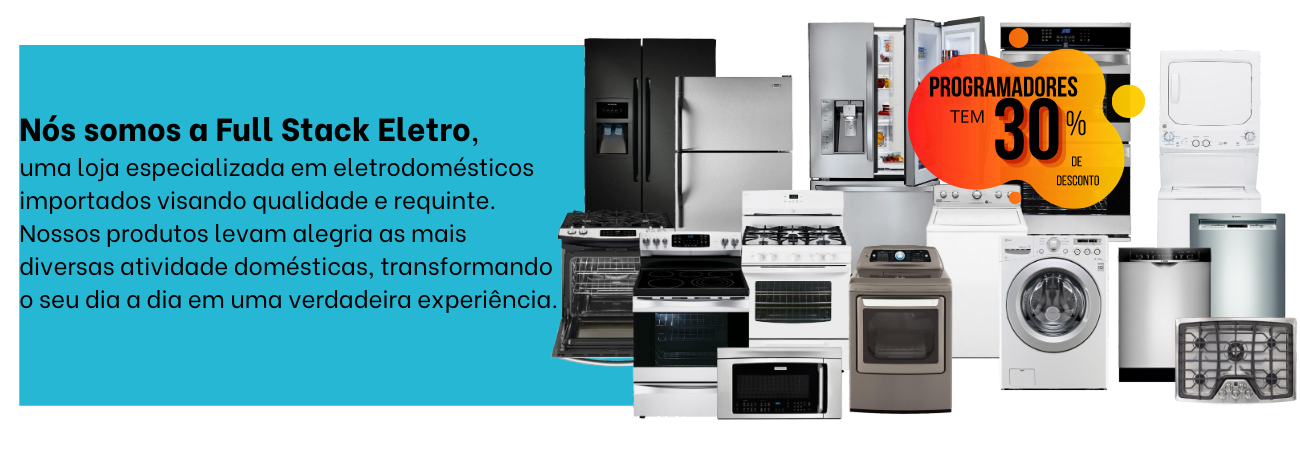 Nós somos a Full Stack Eletro,
uma loja especializada em eletrodomésticos
importados visando qualidade e requinte.
Nossos produtos levam alegria as mais
diversas atividade domésticas, transformando
o seu dia a dia em uma verdadeira experiência.
PROGRAMADORES
TEM 30%
DE
DESCONTO